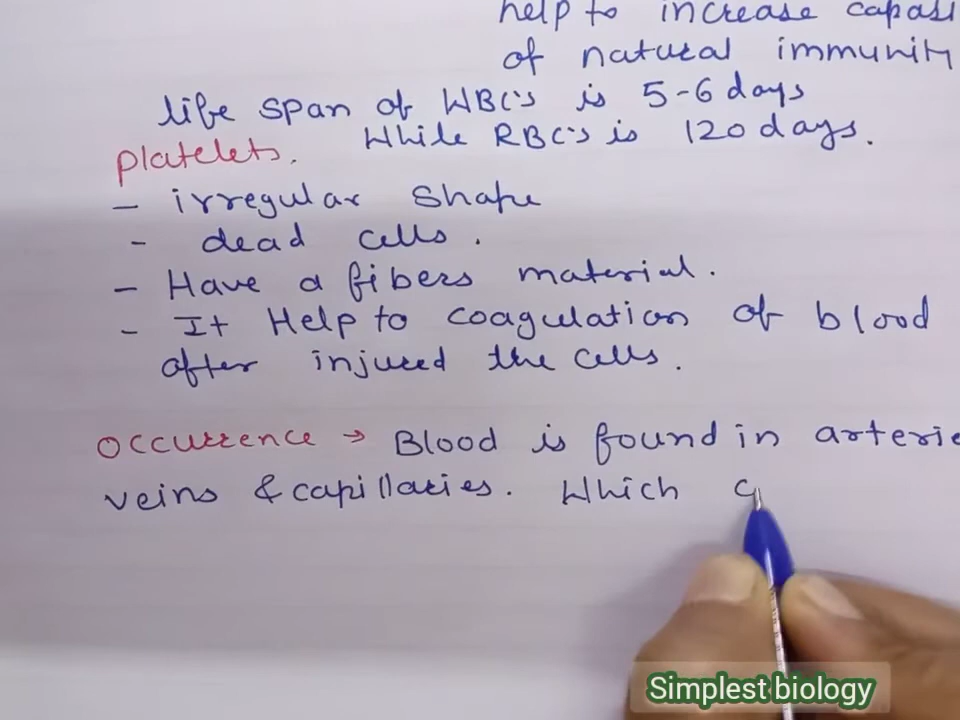 help to increase capasi
of natural immunity
life span of WBC's is 5-6 days
While RBC's is 120 days.
platelets.
- irregular shape
- dead cells.
- Have a fibers material.
- It Help to coagulation of blood
after injured the cells.
Occurrence → Blood is found in arterie
veins & capillaries. Which c
Simplest biology